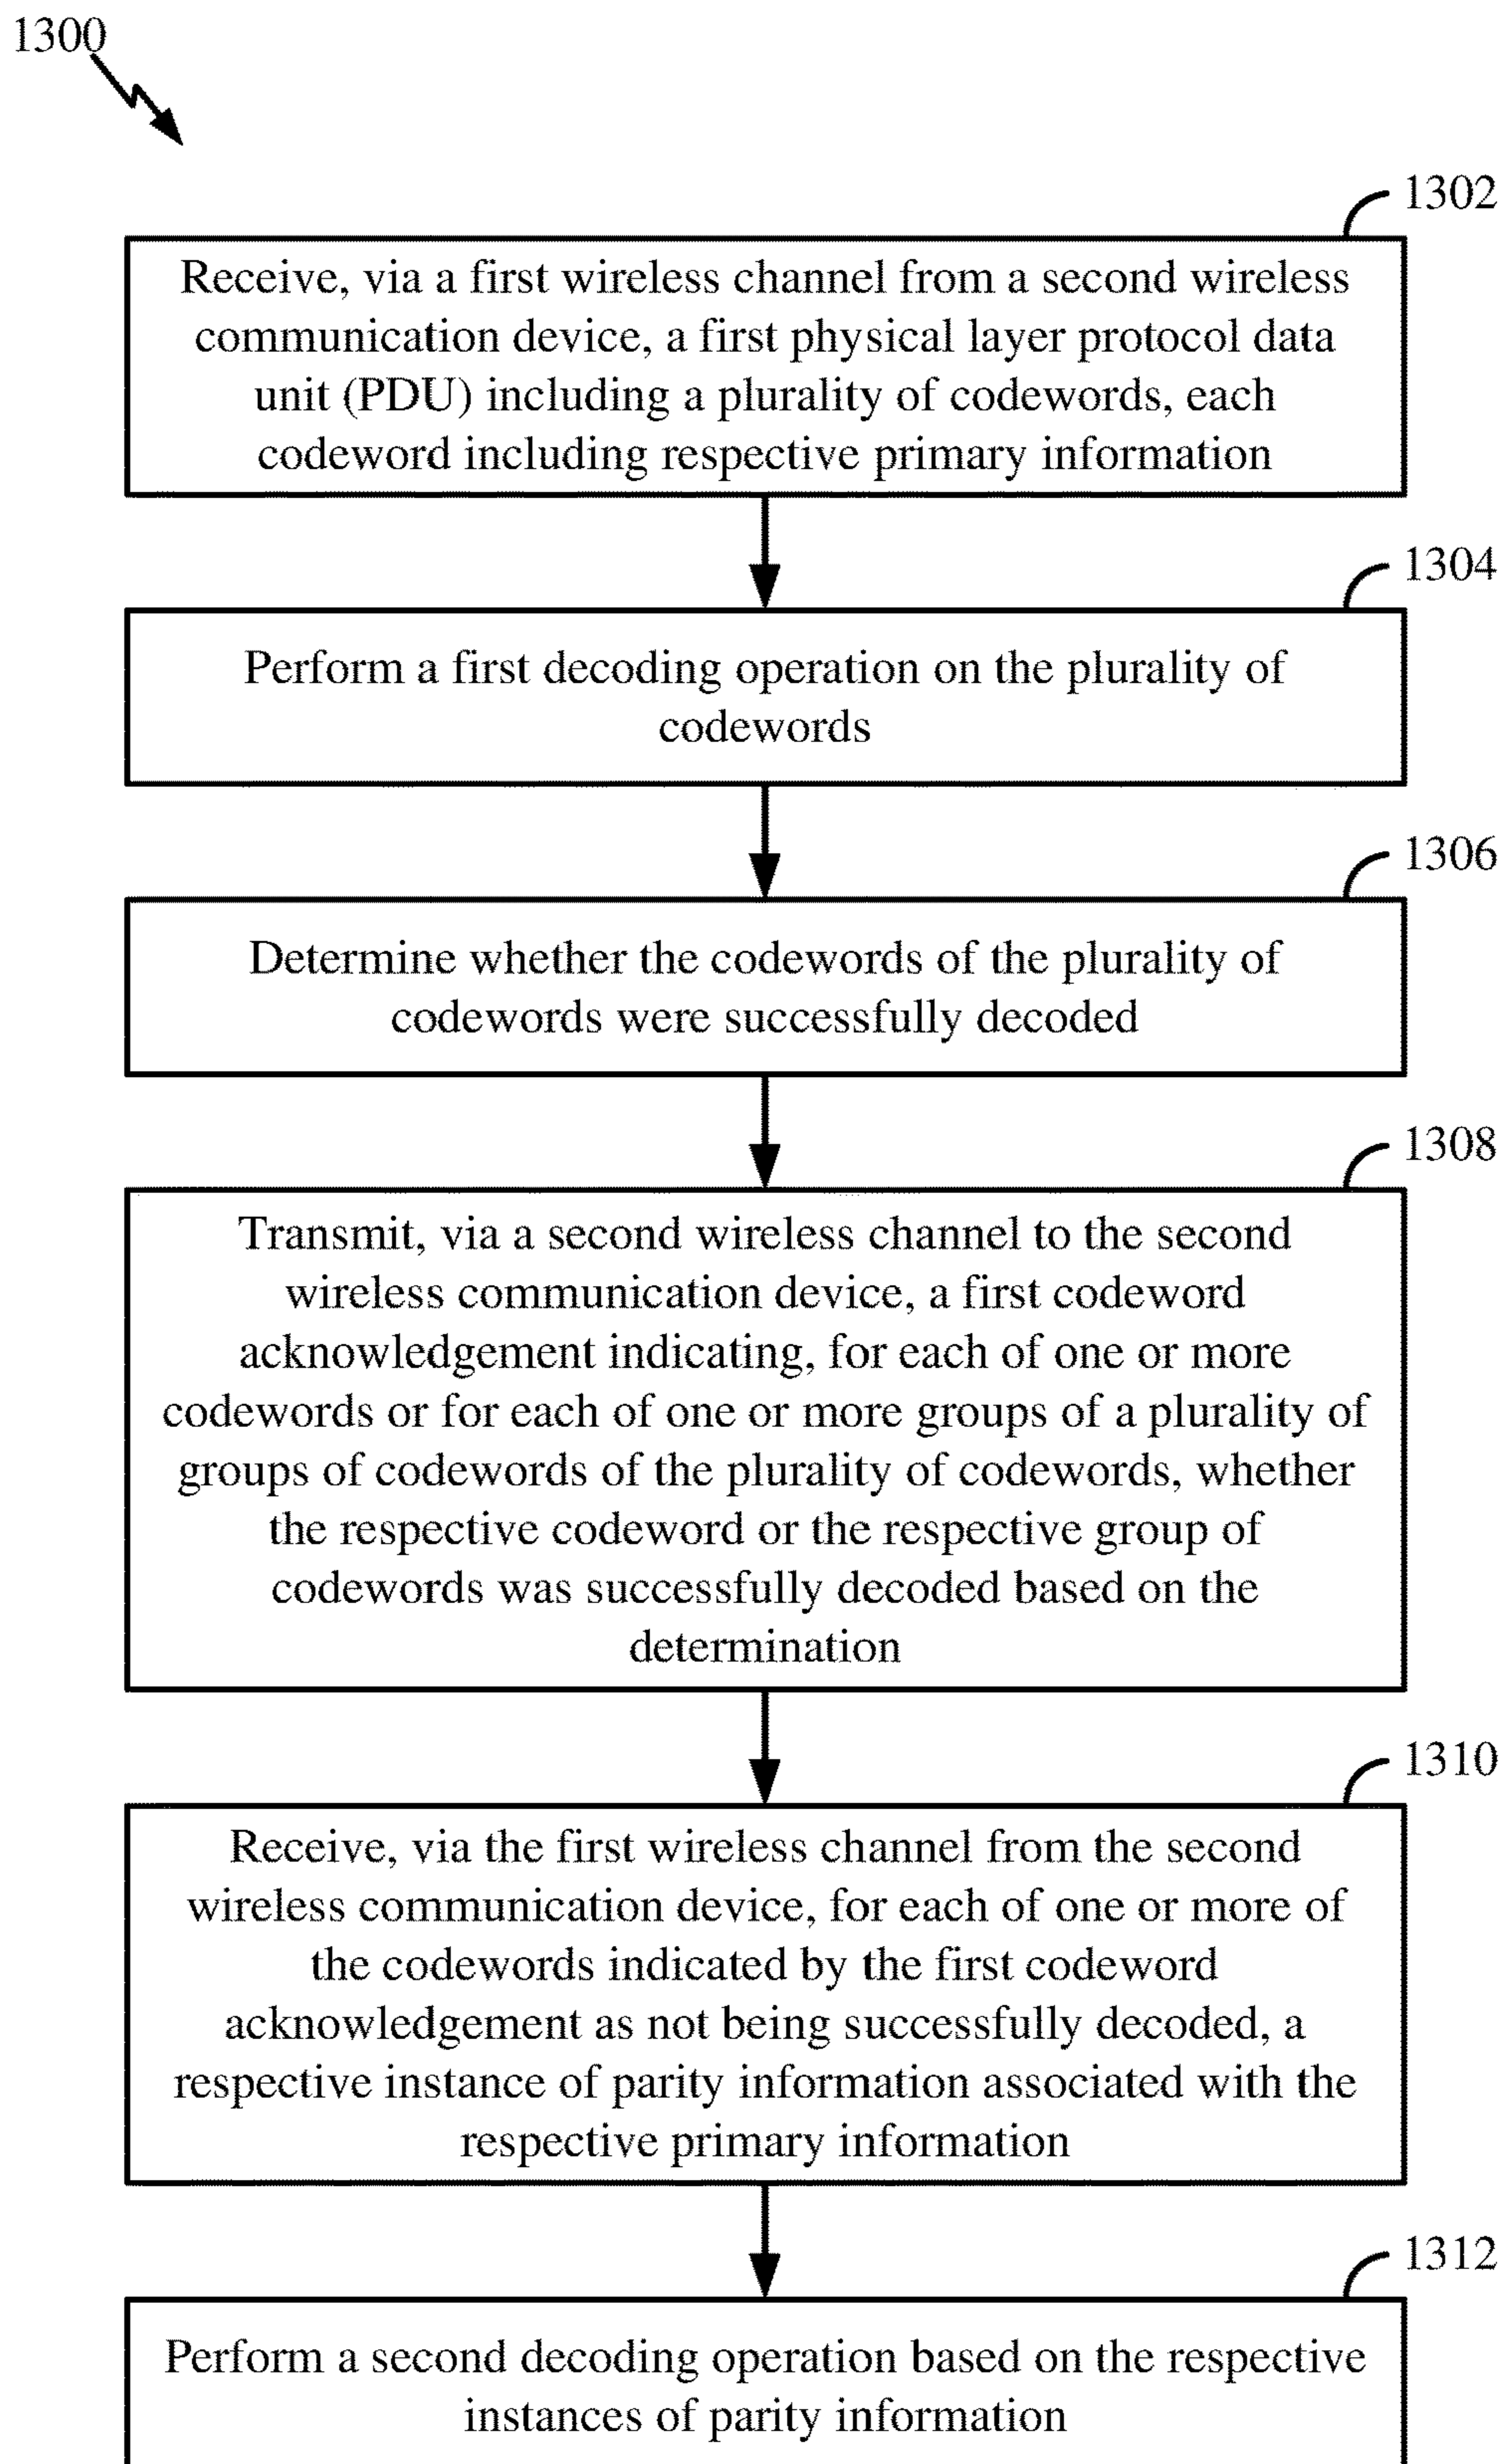 1300
1302
Receive, via a first wireless channel from a second wireless
communication device, a first physical layer protocol data
unit (PDU) including a plurality of codewords, each
codeword including respective primary information
1304
Perform a first decoding operation on the plurality of
codewords
1306
Determine whether the codewords of the plurality of
codewords were successfully decoded
1308
Transmit, via a second wireless channel to the second
wireless communication device, a first codeword
acknowledgement indicating, for each of one or more
codewords or for each of one or more groups of a plurality of
groups of codewords of the plurality of codewords, whether
the respective codeword or the respective group of
codewords was successfully decoded based on the
determination
1310
Receive, via the first wireless channel from the second
wireless communication device, for each of one or more of
the codewords indicated by the first codeword
acknowledgement as not being successfully decoded, a
respective instance of parity information associated with the
respective primary information
1312
Perform a second decoding operation based on the respective
instances of parity information